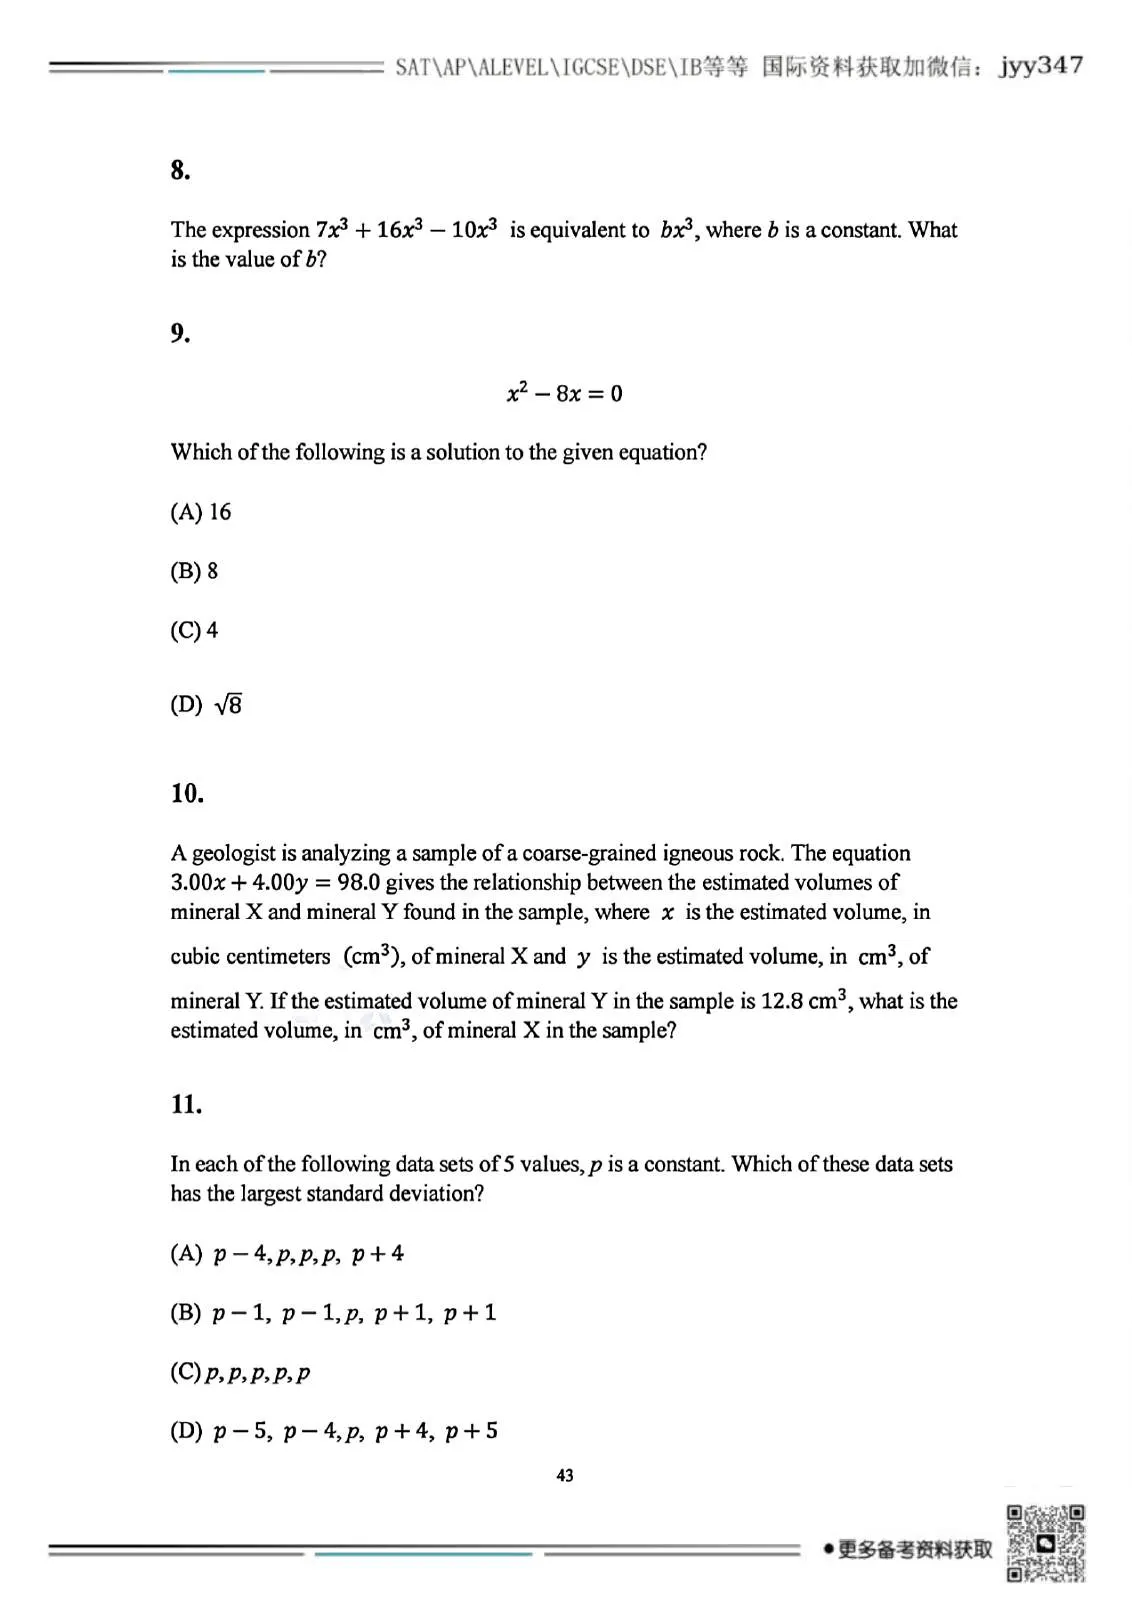 SAT\AP\ALEVEL\IGCSE\DSE\IB等等 国际资料获取加微信：jyy347
8.
The expression 7x³ + 16x³ − 10x³ is equivalent to bx³, where b is a constant. What
is the value of b?
9.
x² − 8x = 0
Which of the following is a solution to the given equation?
(A) 16
(B) 8
(C) 4
(D) √8
10.
A geologist is analyzing a sample of a coarse-grained igneous rock. The equation
3.00x + 4.00y = 98.0 gives the relationship between the estimated volumes of
mineral X and mineral Y found in the sample, where x is the estimated volume, in
cubic centimeters (cm³), of mineral X and y is the estimated volume, in cm³, of
mineral Y. If the estimated volume of mineral Y in the sample is 12.8 cm³, what is the
estimated volume, in cm³, of mineral X in the sample?
11.
In each of the following data sets of 5 values, p is a constant. Which of these data sets
has the largest standard deviation?
(A) p − 4, p, p, p, p + 4
(B) p − 1, p − 1, p, p + 1, p + 1
(C) p, p, p, p, p
(D) p − 5, p − 4, p, p + 4, p + 5
43
●更多备考资料获取